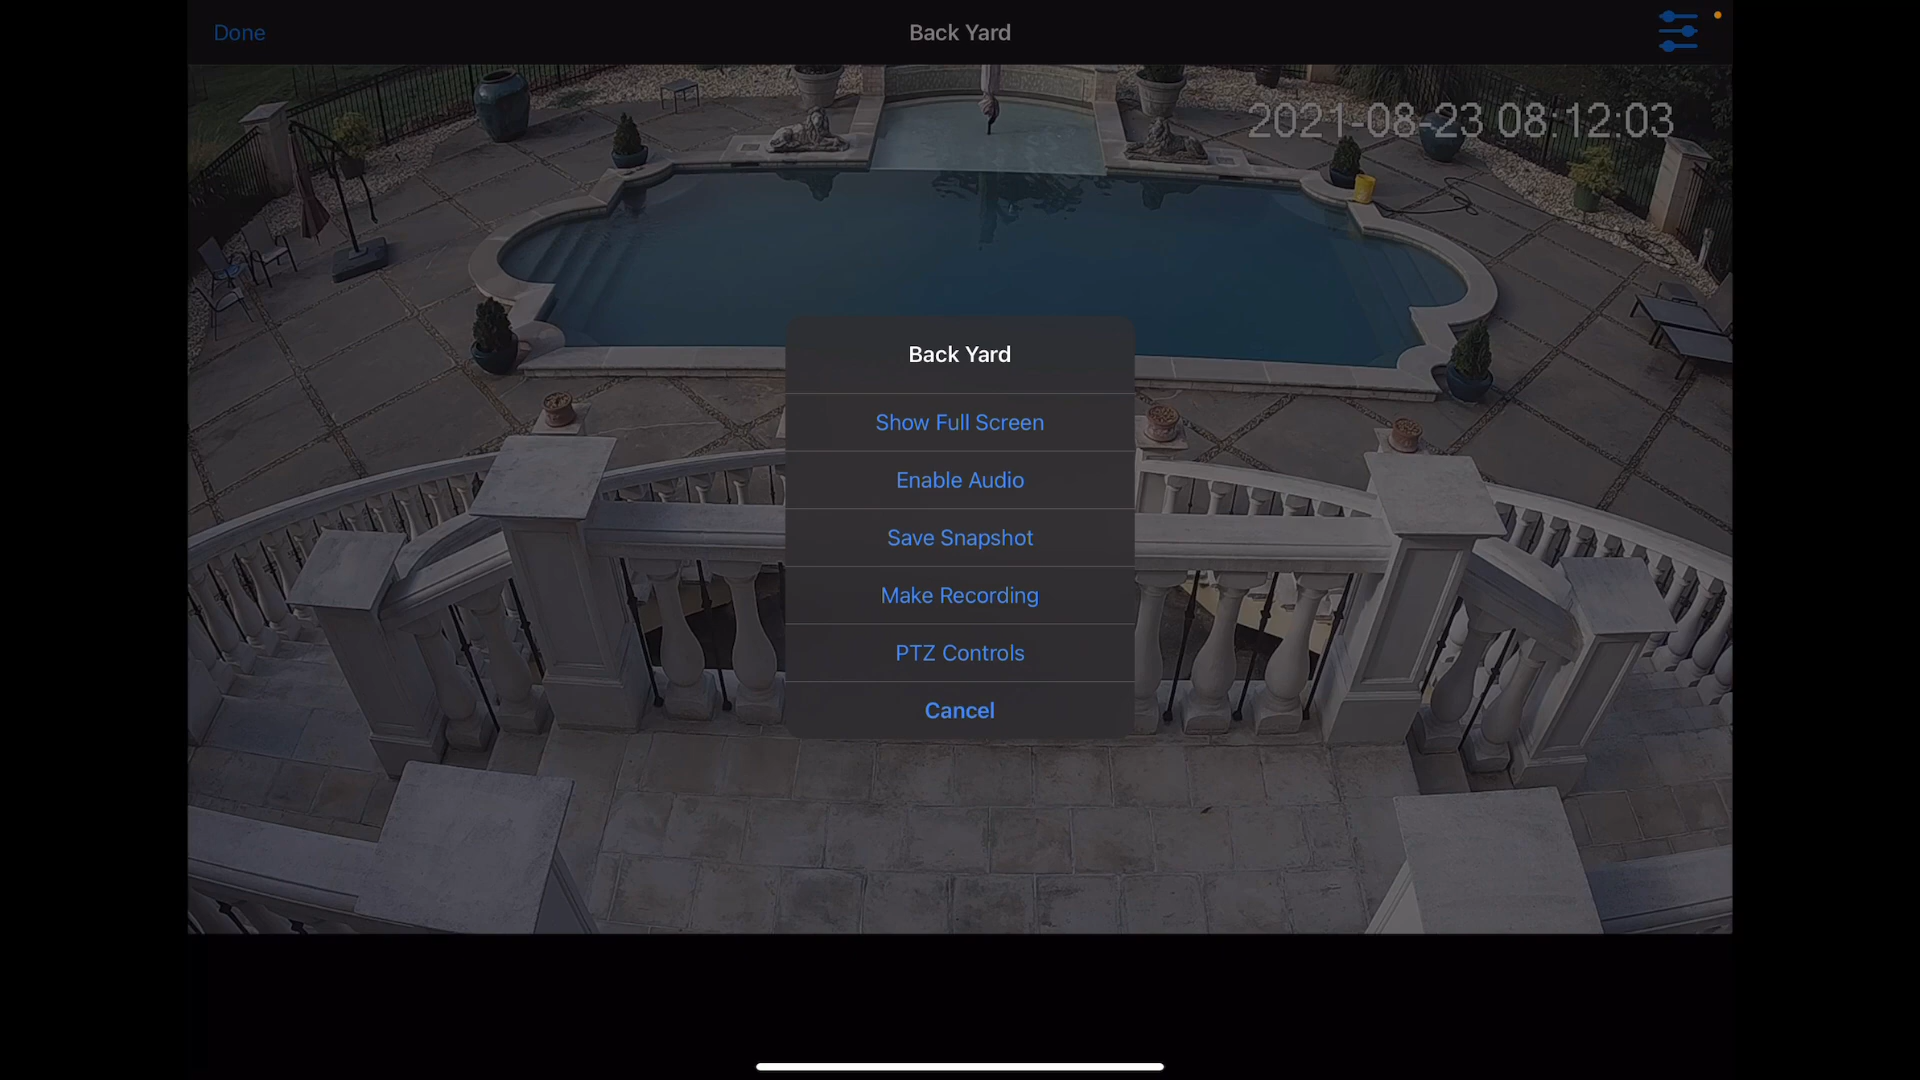 Done
Back Yard
2021-08-23 08:12:03
Back Yard
Show Full Screen
Enable Audio
Save Snapshot
Make Recording
PTZ Controls
Cancel